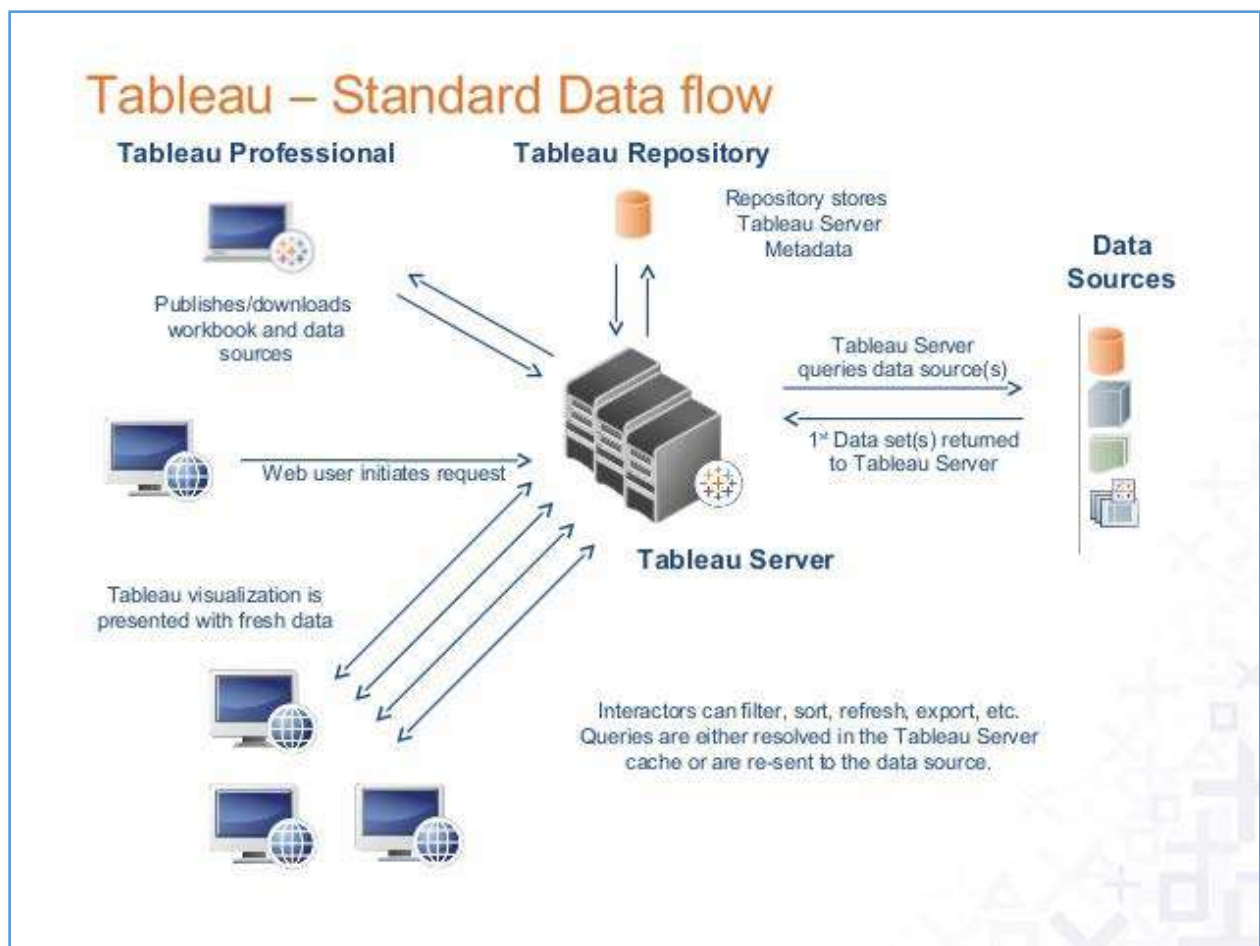 Tableau – Standard Data flow
Tableau Professional
Tableau Repository
Repository stores
Tableau Server
Metadata
Data
Sources
Publishes/downloads
workbook and data
sources
Tableau Server
queries data source(s)
1st Data set(s) returned
to Tableau Server
Web user initiates request
Tableau Server
Tableau visualization is
presented with fresh data
Interactors can filter, sort, refresh, export, etc.
Queries are either resolved in the Tableau Server
cache or are re-sent to the data source.